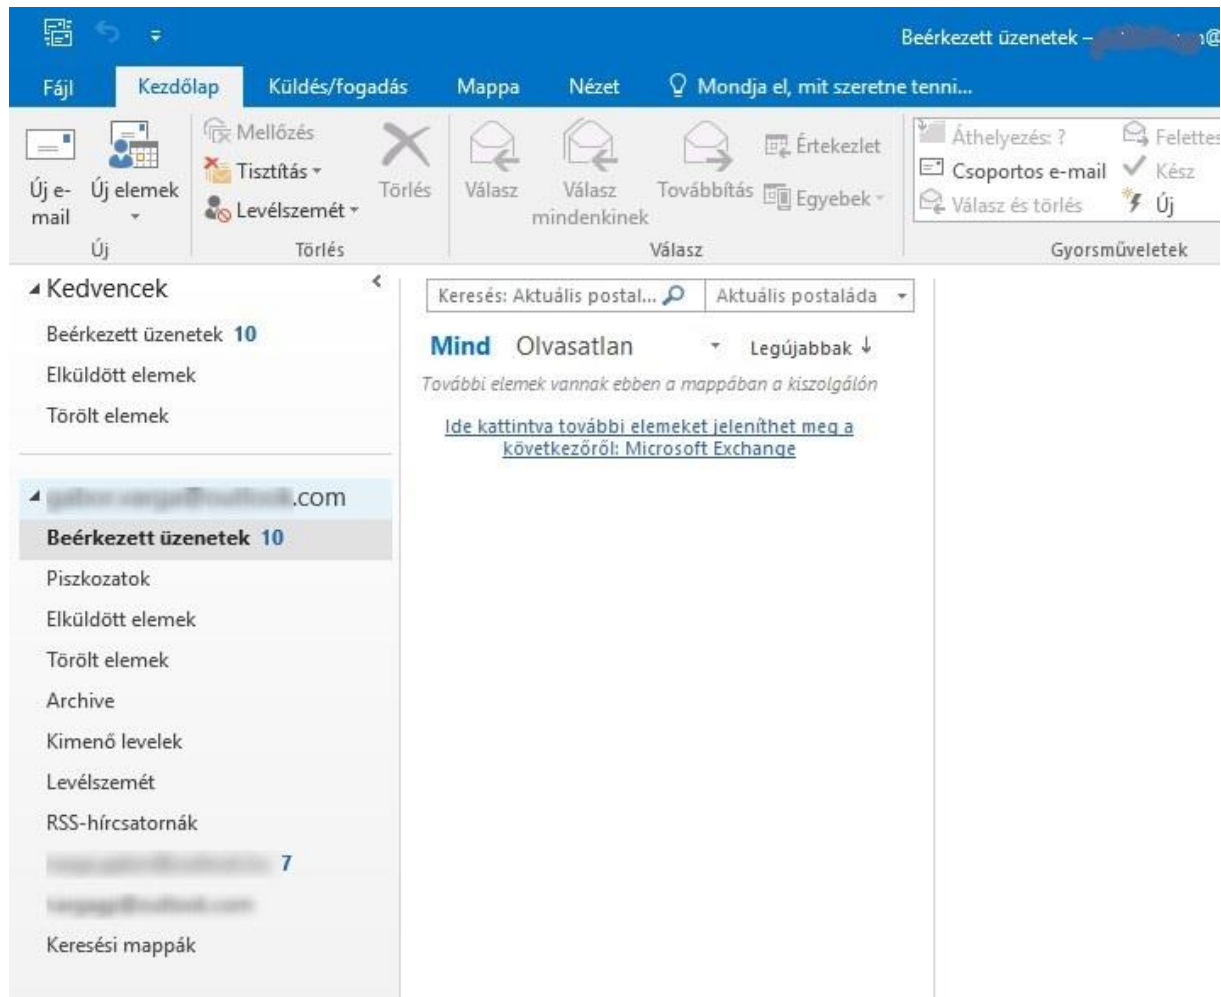 Beérkezett üzenetek –
Fájl Kezdőlap Küldés/fogadás Mappa Nézet Mondja el, mit szeretne tenni...
Új e-mail
Új elemek
Új
Mellőzés
Tisztítás
Levélszemét
Törlés
Törlés
Válasz
Válasz
mindenkinek
Továbbítás
Értekezlet
Egyebek
Válasz
Áthelyezés: ?
Csoportos e-mail
Válasz és törlés
Felettes
Kész
Új
Gyorsműveletek
Kedvencek
Beérkezett üzenetek 10
Elküldött elemek
Törölt elemek
.com
Beérkezett üzenetek 10
Piszkozatok
Elküldött elemek
Törölt elemek
Archive
Kimenő levelek
Levélszemét
RSS-hírcsatornák
7
Keresési mappák
Keresés: Aktuális postal... Aktuális postaláda
Mind Olvasatlan Legújabbak ↓
További elemek vannak ebben a mappában a kiszolgálón
Ide kattintva további elemeket jeleníthet meg a
következőről: Microsoft Exchange